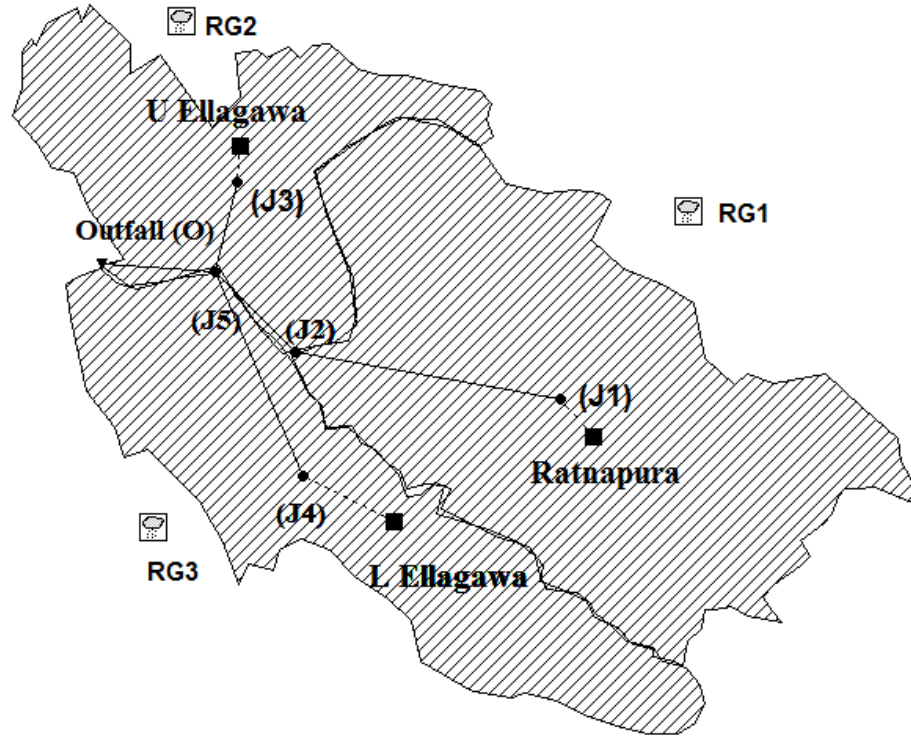 RG2
U Ellagawa
(J3)
RG1
Outfall (O)
(J5)
(J2)
(J1)
Ratnapura
(J4)
RG3
L Ellagawa